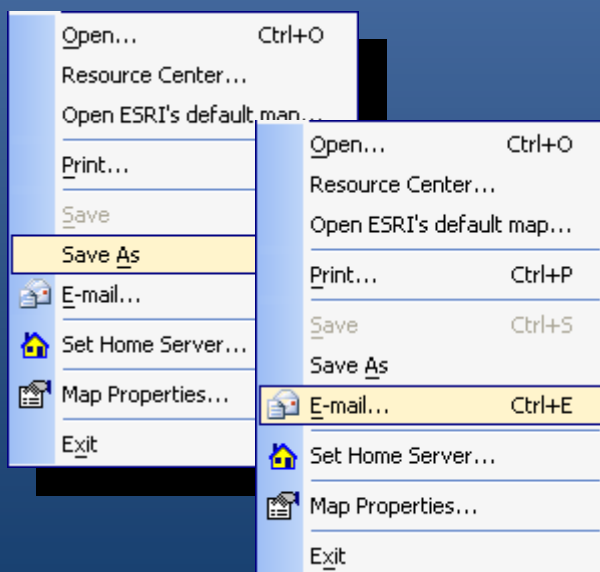 Open... Ctrl+O
Resource Center...
Open ESRI's default map...
Print...
Save
Save As
E-mail...
Set Home Server...
Map Properties...
Exit
Open... Ctrl+O
Resource Center...
Open ESRI's default map...
Print... Ctrl+P
Save Ctrl+S
Save As
E-mail... Ctrl+E
Set Home Server...
Map Properties...
Exit